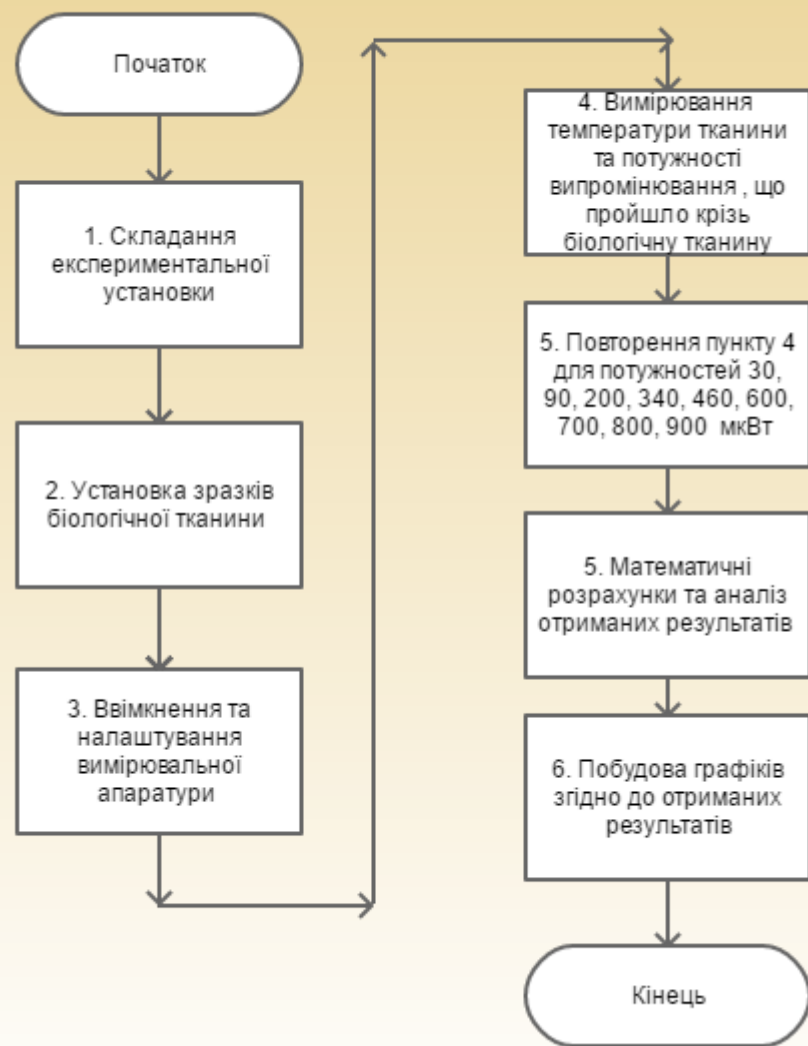 Початок
1. Складання
експериментальної
установки
2. Установка зразків
біологічної тканини
3. Ввімкнення та
налаштування
вимірювальної
апаратури
4. Вимірювання
температури тканини
та потужності
випромінювання , що
пройшло крізь
біологічну тканину
5. Повторення пункту 4
для потужностей 30,
90, 200, 340, 460, 600,
700, 800, 900 мкВт
5. Математичні
розрахунки та аналіз
отриманих результатів
6. Побудова графіків
згідно до отриманих
результатів
Кінець